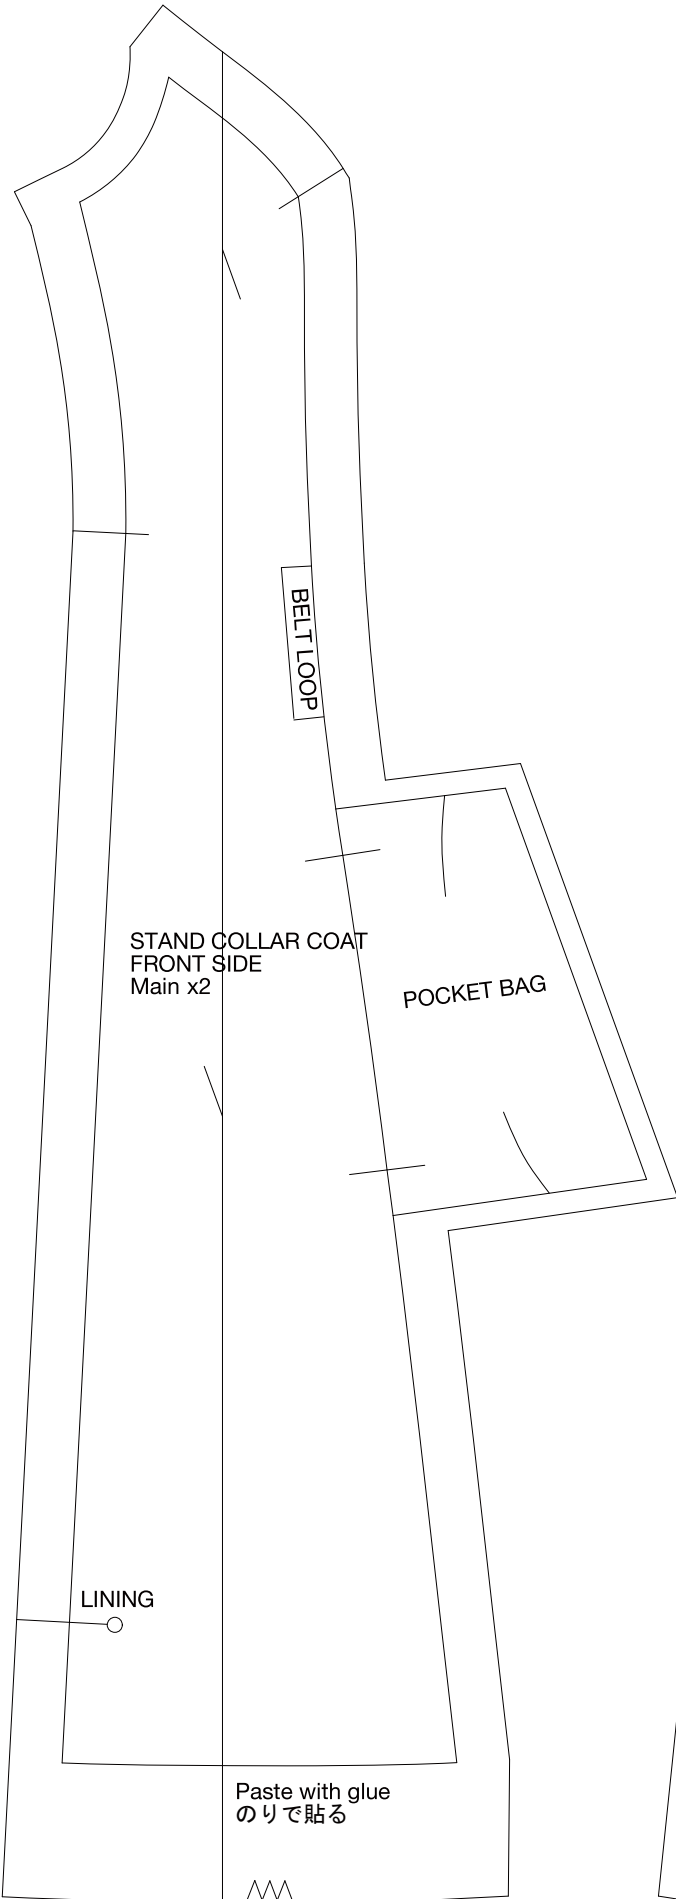 BELT LOOP
STAND COLLAR COAT
FRONT SIDE
Main x2
POCKET BAG
LINING
Paste with glue
のりで貼る